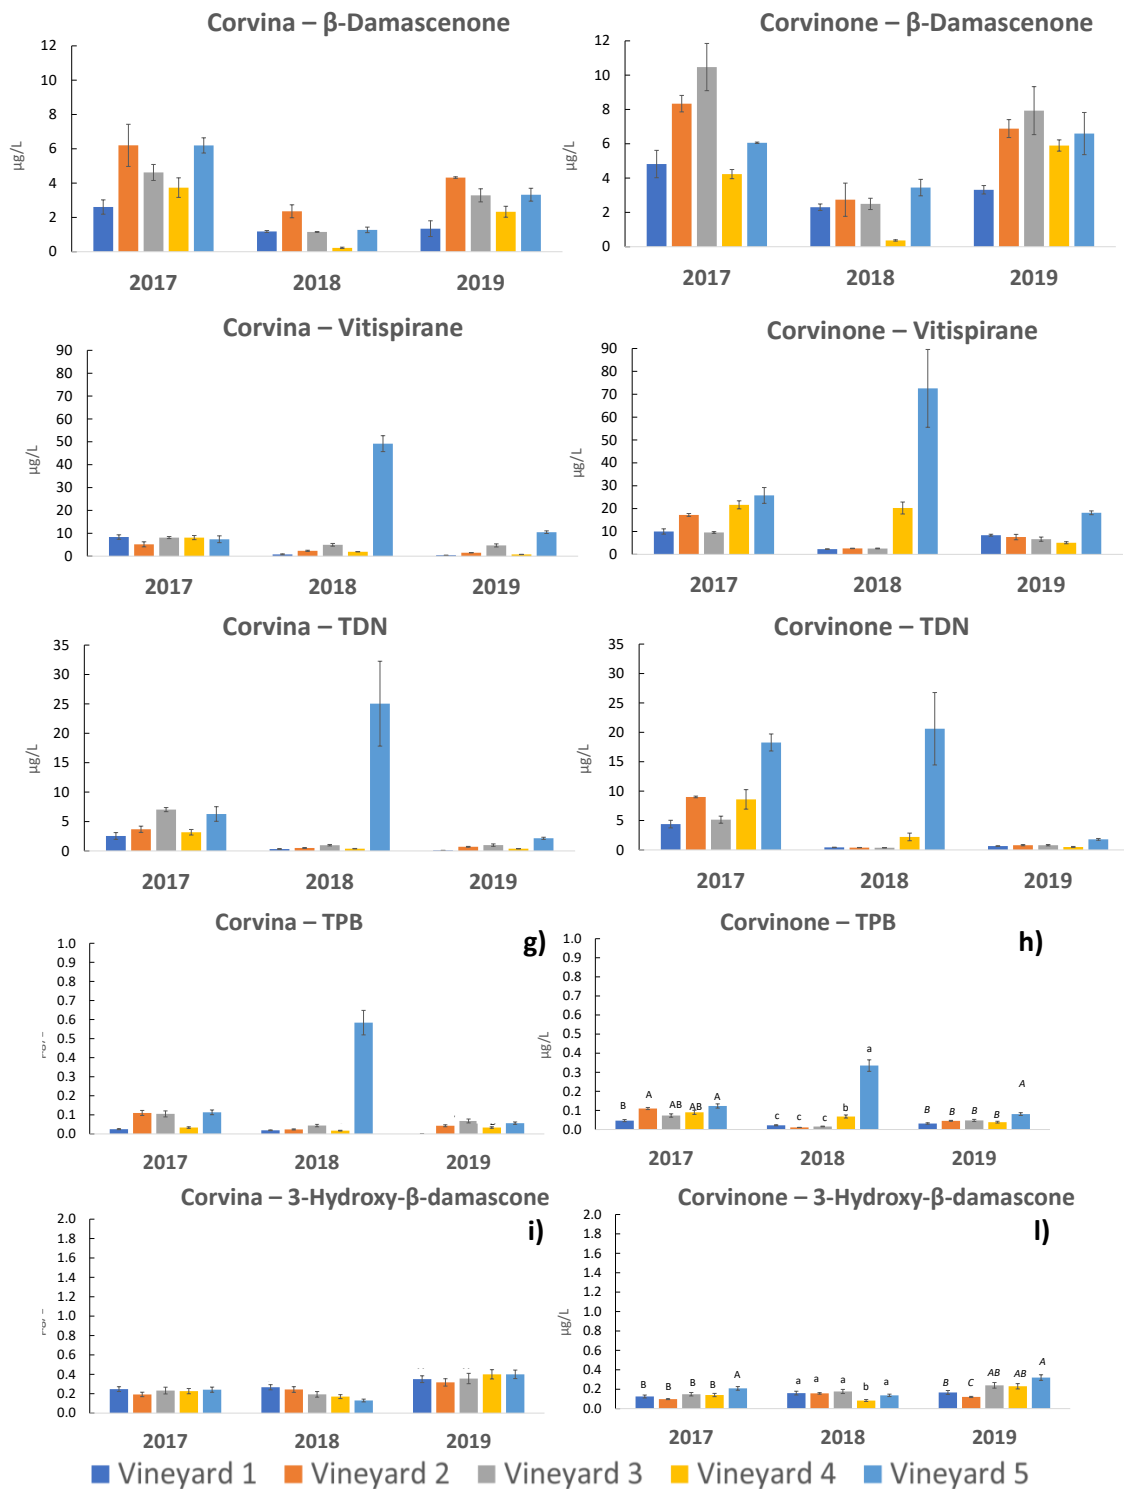 Corvina – β-Damascenone
12
10
8
6
4
2
0
µg/L
2017 2018 2019
Corvinone – β-Damascenone
12
10
8
6
4
2
0
µg/L
2017 2018 2019
Corvina – Vitispirane
90
80
70
60
50
40
30
20
10
0
µg/L
2017 2018 2019
Corvinone – Vitispirane
90
80
70
60
50
40
30
20
10
0
µg/L
2017 2018 2019
Corvina – TDN
35
30
25
20
15
10
5
0
µg/L
2017 2018 2019
Corvinone – TDN
35
30
25
20
15
10
5
0
µg/L
2017 2018 2019
Corvina – TPB
g)
1.0
0.9
0.8
0.7
0.6
0.5
0.4
0.3
0.2
0.1
0.0
2017 2018 2019
Corvinone – TPB
h)
1.0
0.9
0.8
0.7
0.6
0.5
0.4
0.3
0.2
0.1
0.0
µg/L
B A AB AB A
c c c b a
B B B B A
2017 2018 2019
Corvina – 3-Hydroxy-β-damascone
i)
2.0
1.8
1.6
1.4
1.2
1.0
0.8
0.6
0.4
0.2
0.0
2017 2018 2019
Corvinone – 3-Hydroxy-β-damascone
l)
2.0
1.8
1.6
1.4
1.2
1.0
0.8
0.6
0.4
0.2
0.0
µg/L
B B B B A
a a a b a
B C AB AB A
2017 2018 2019
Vineyard 1 Vineyard 2 Vineyard 3 Vineyard 4 Vineyard 5